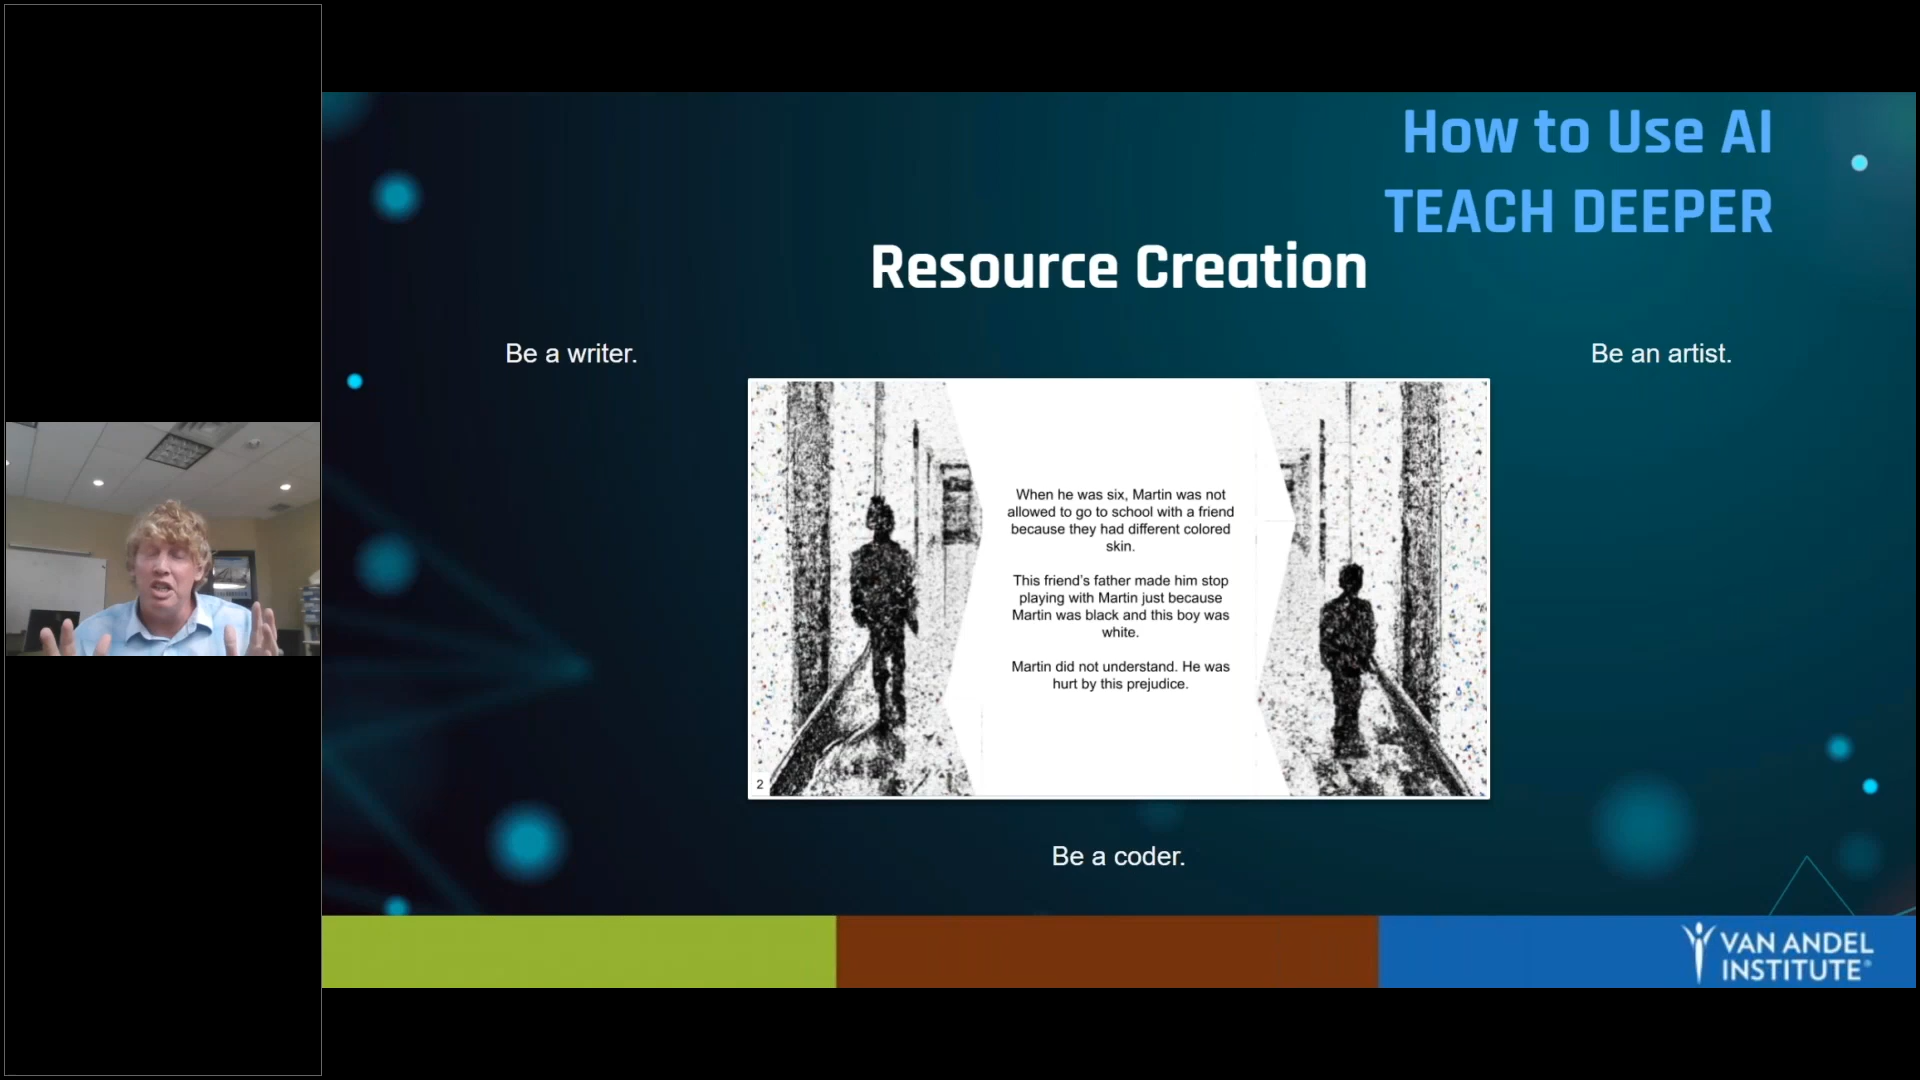 How to Use AI
TEACH DEEPER
Resource Creation
Be a writer.
Be an artist.
When he was six, Martin was not
allowed to go to school with a friend
because they had different colored
skin.
This friend's father made him stop
playing with Martin just because
Martin was black and this boy was
white.
Martin did not understand. He was
hurt by this prejudice.
2
Be a coder.
VAN ANDEL
INSTITUTE®